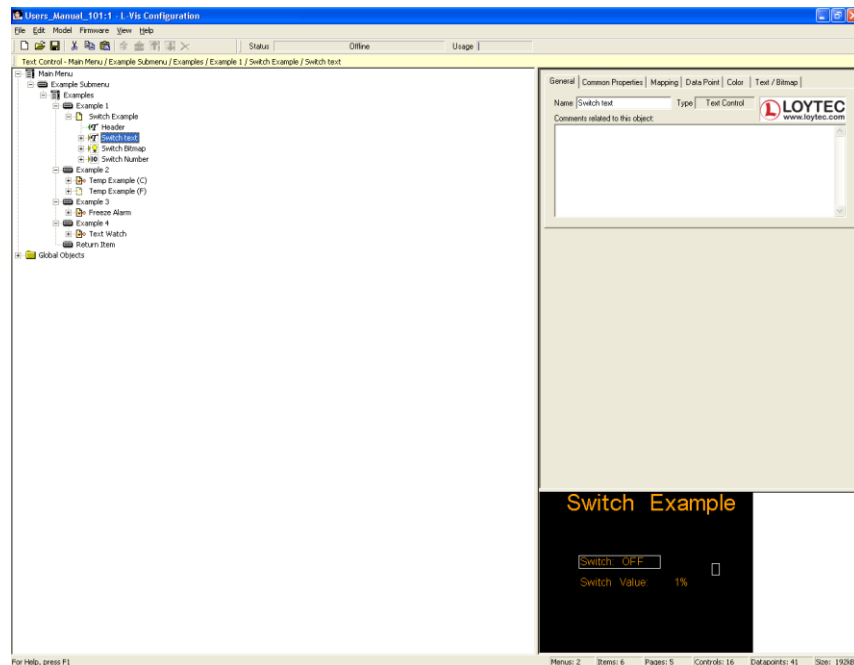 Users_Manual_101:1 - L-Vis Configuration
File Edit Model Firmware View Help
Status Offline Usage
Text Control - Main Menu / Example Submenu / Examples / Example 1 / Switch Example / Switch text
Main Menu
Example Submenu
Examples
Example 1
Switch Example
Header
Switch text
Switch Bitmap
Switch Number
Example 2
Temp Example (C)
Temp Example (F)
Example 3
Freeze Alarm
Example 4
Text Watch
Return Item
Global Objects
General Common Properties Mapping Data Point Color Text / Bitmap
Name Switch text Type Text Control
LOYTEC
www.loytec.com
Comments related to this object:
Switch Example
Switch: OFF
Switch Value: 1%
For Help, press F1
Menus: 2 Items: 6 Pages: 5 Controls: 16 Datapoints: 41 Size: 192kB